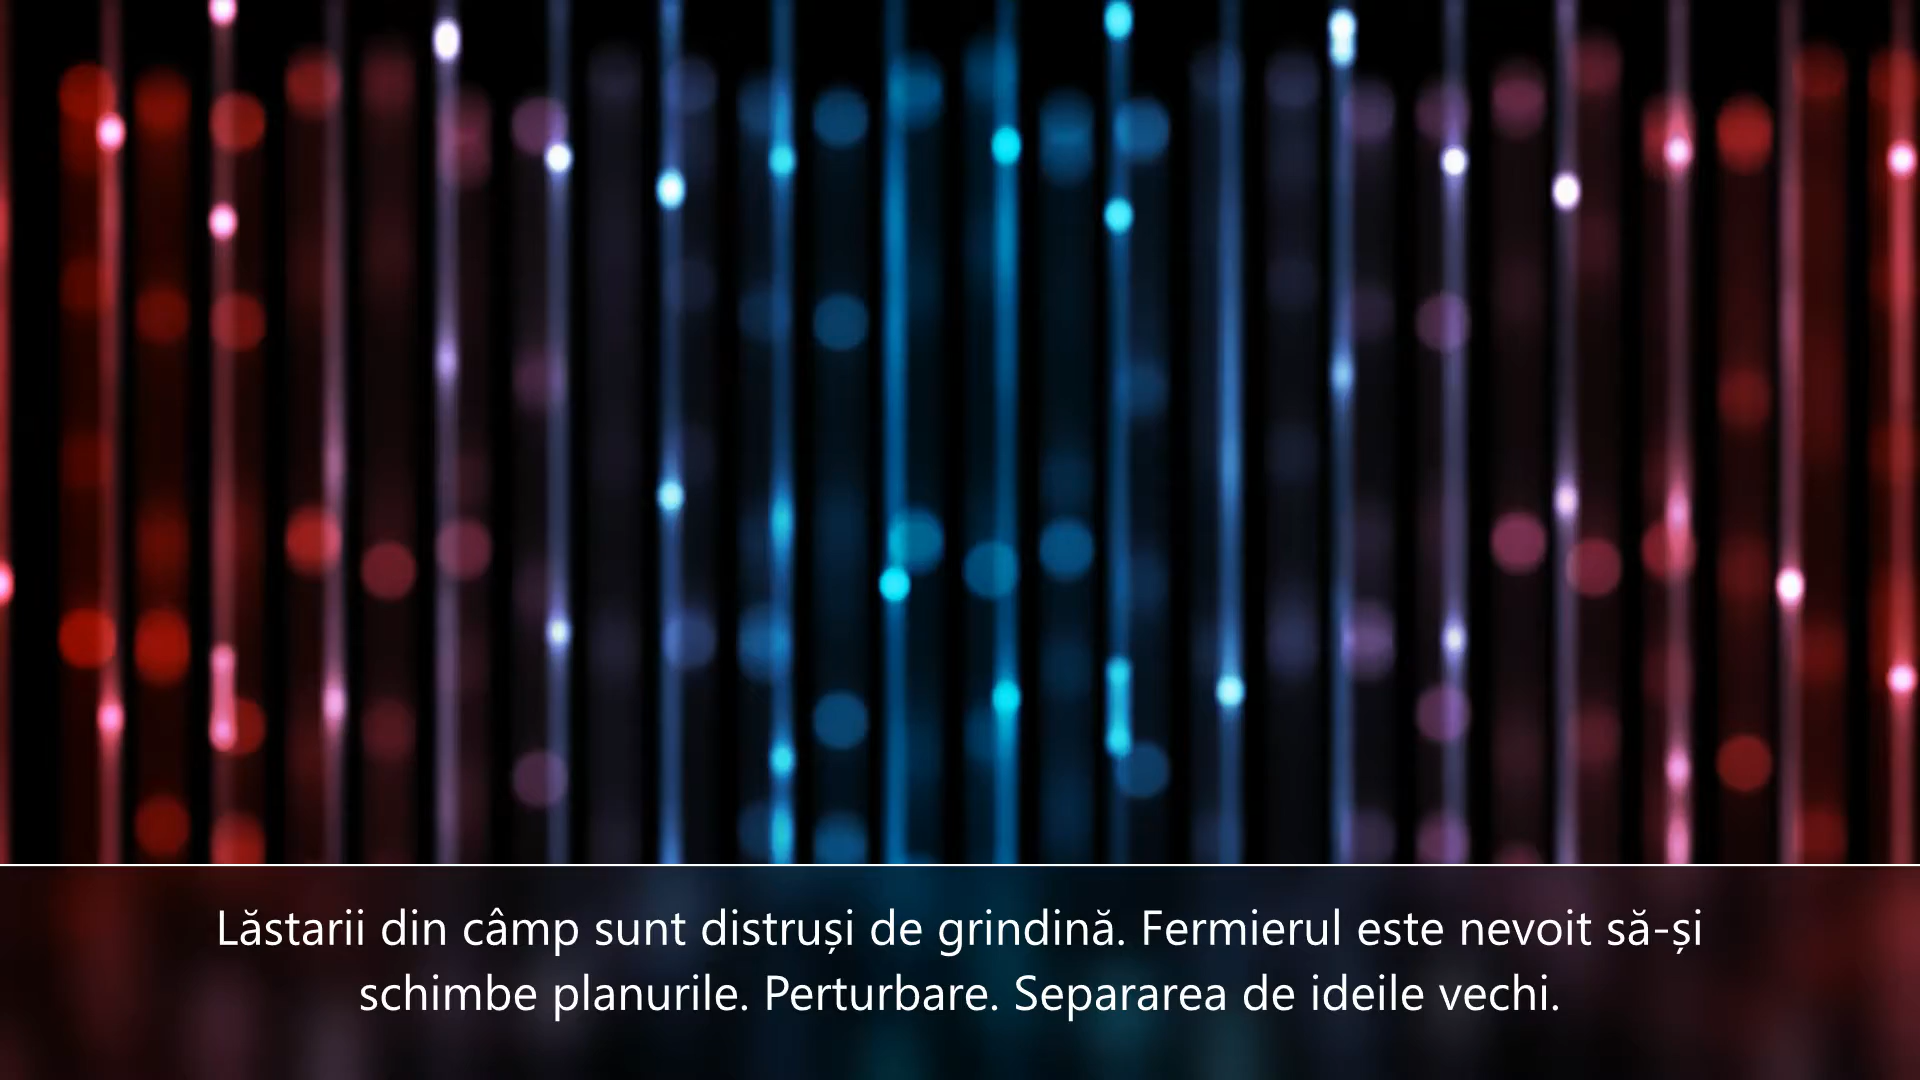 Lăstarii din câmp sunt distruși de grindină. Fermierul este nevoit să-și
schimbe planurile. Perturbare. Separarea de ideile vechi.